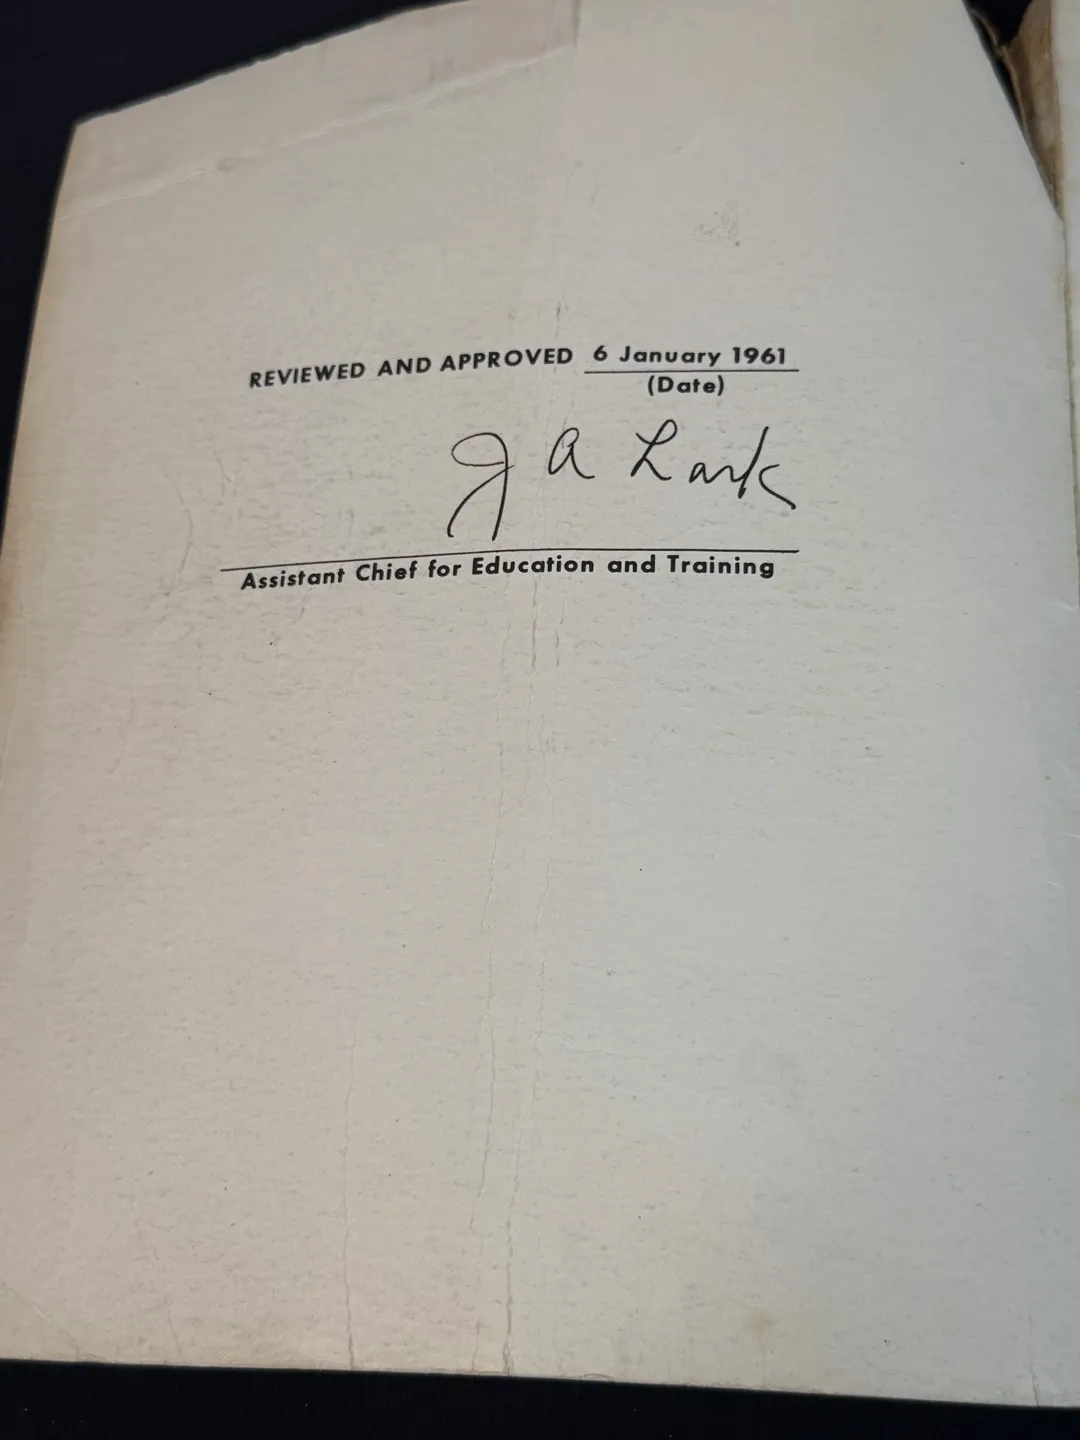 REVIEWED AND APPROVED 6 January 1961
(Date)
J A Lark
Assistant Chief for Education and Training